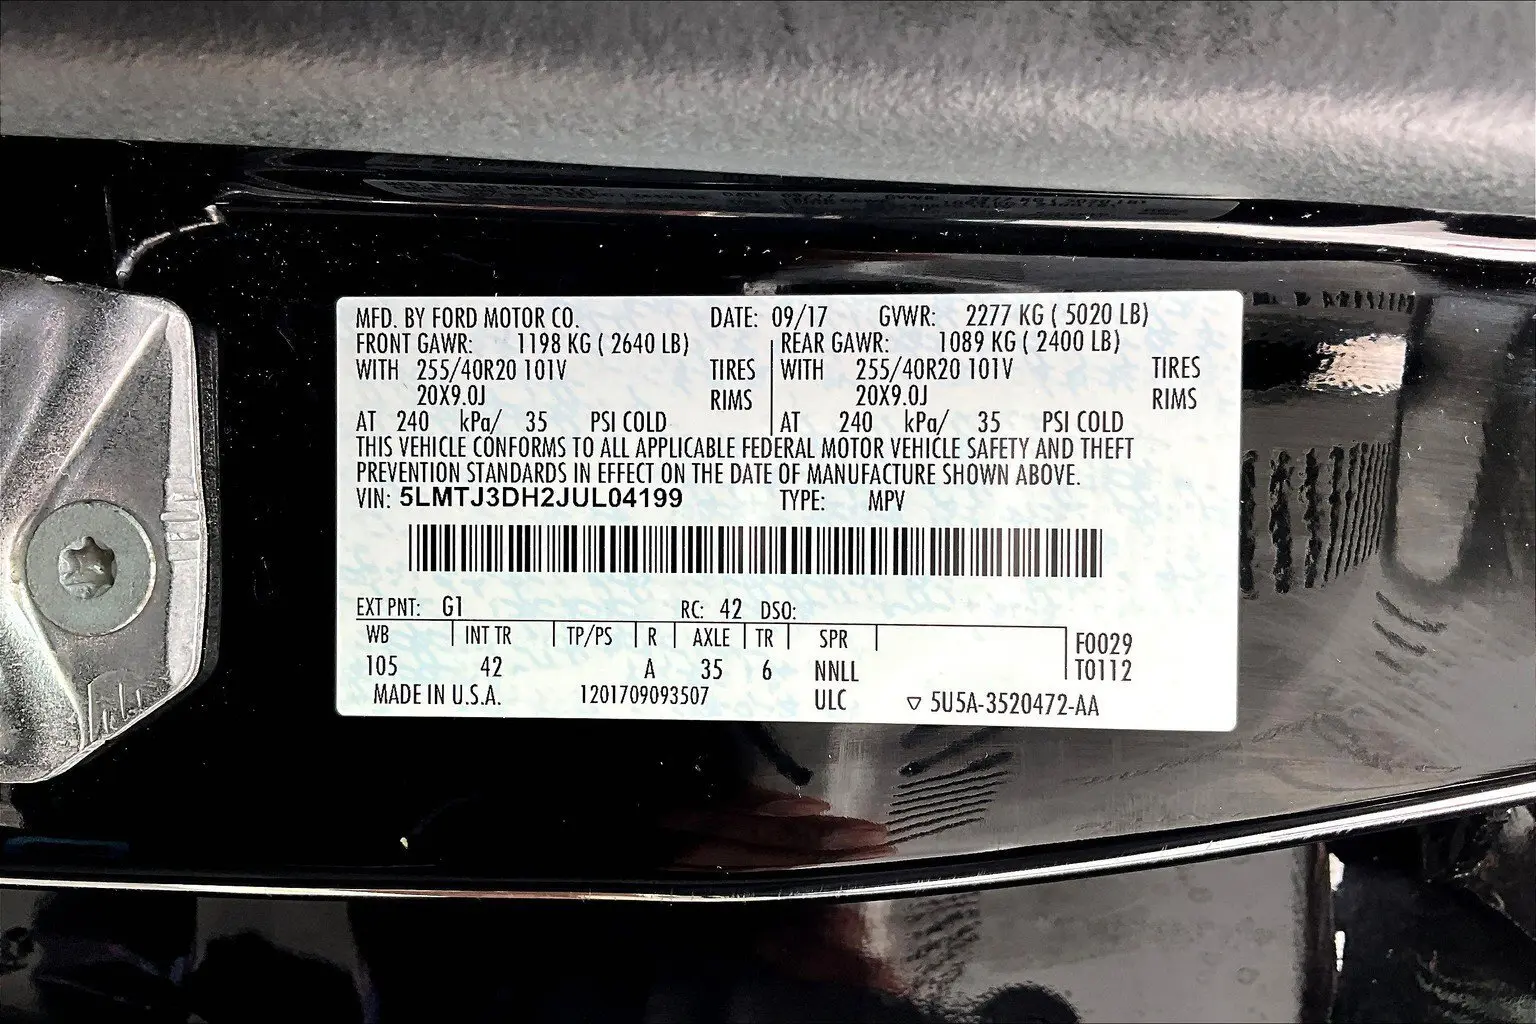 MFD. BY FORD MOTOR CO. DATE: 09/17 GVWR: 2277 KG ( 5020 LB)
FRONT GAWR: 1198 KG ( 2640 LB) REAR GAWR: 1089 KG ( 2400 LB)
WITH 255/40R20 101V TIRES WITH 255/40R20 101V TIRES
20X9.0J RIMS 20X9.0J RIMS
AT 240 kPa/ 35 PSI COLD AT 240 kPa/ 35 PSI COLD
THIS VEHICLE CONFORMS TO ALL APPLICABLE FEDERAL MOTOR VEHICLE SAFETY AND THEFT
PREVENTION STANDARDS IN EFFECT ON THE DATE OF MANUFACTURE SHOWN ABOVE.
VIN: 5LMTJ3DH2JUL04199 TYPE: MPV
EXT PNT: G1 RC: 42 DSO:
WB INT TR TP/PS R AXLE TR SPR F0029
105 42 A 35 6 NNLL T0112
MADE IN U.S.A. 1201709093507 ULC ▽ 5U5A-3520472-AA